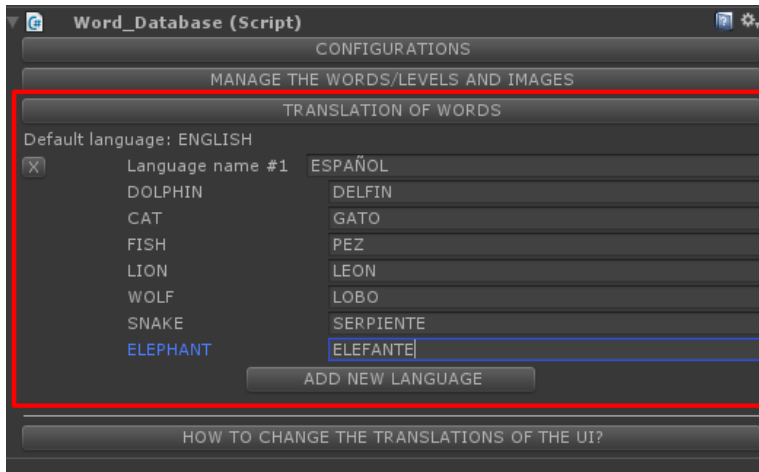 Word_Database (Script)
CONFIGURATIONS
MANAGE THE WORDS/LEVELS AND IMAGES
TRANSLATION OF WORDS
Default language: ENGLISH
X Language name #1 ESPAÑOL
DOLPHIN DELFIN
CAT GATO
FISH PEZ
LION LEON
WOLF LOBO
SNAKE SERPIENTE
ELEPHANT ELEFANTE
ADD NEW LANGUAGE
HOW TO CHANGE THE TRANSLATIONS OF THE UI?